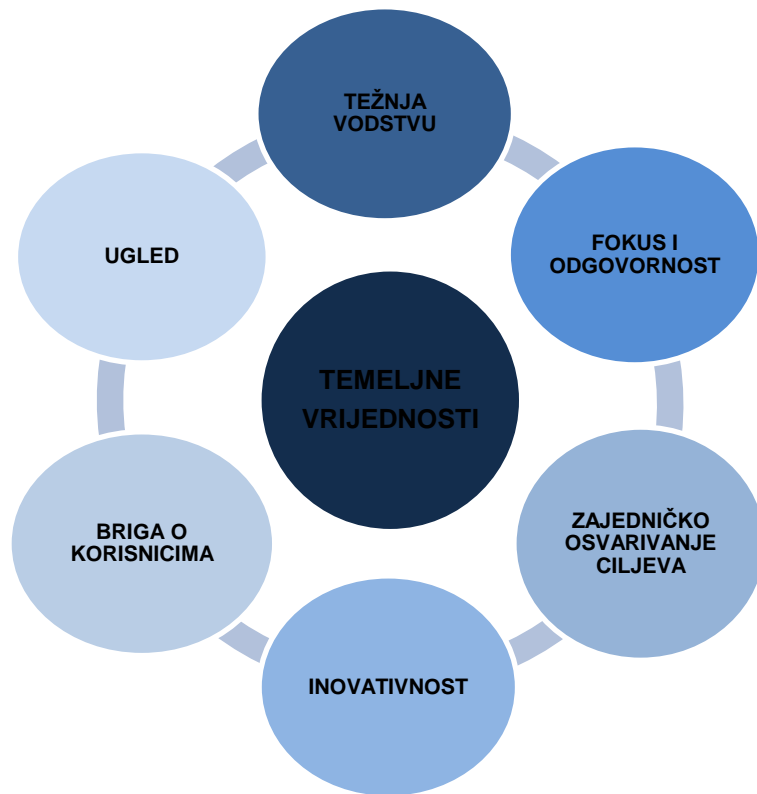 TEŽNJA
VODSTVU
FOKUS I
ODGOVORNOST
ZAJEDNIČKO
OSVARIVANJE
CILJEVA
INOVATIVNOST
BRIGA O
KORISNICIMA
UGLED
TEMELJNE
VRIJEDNOSTI